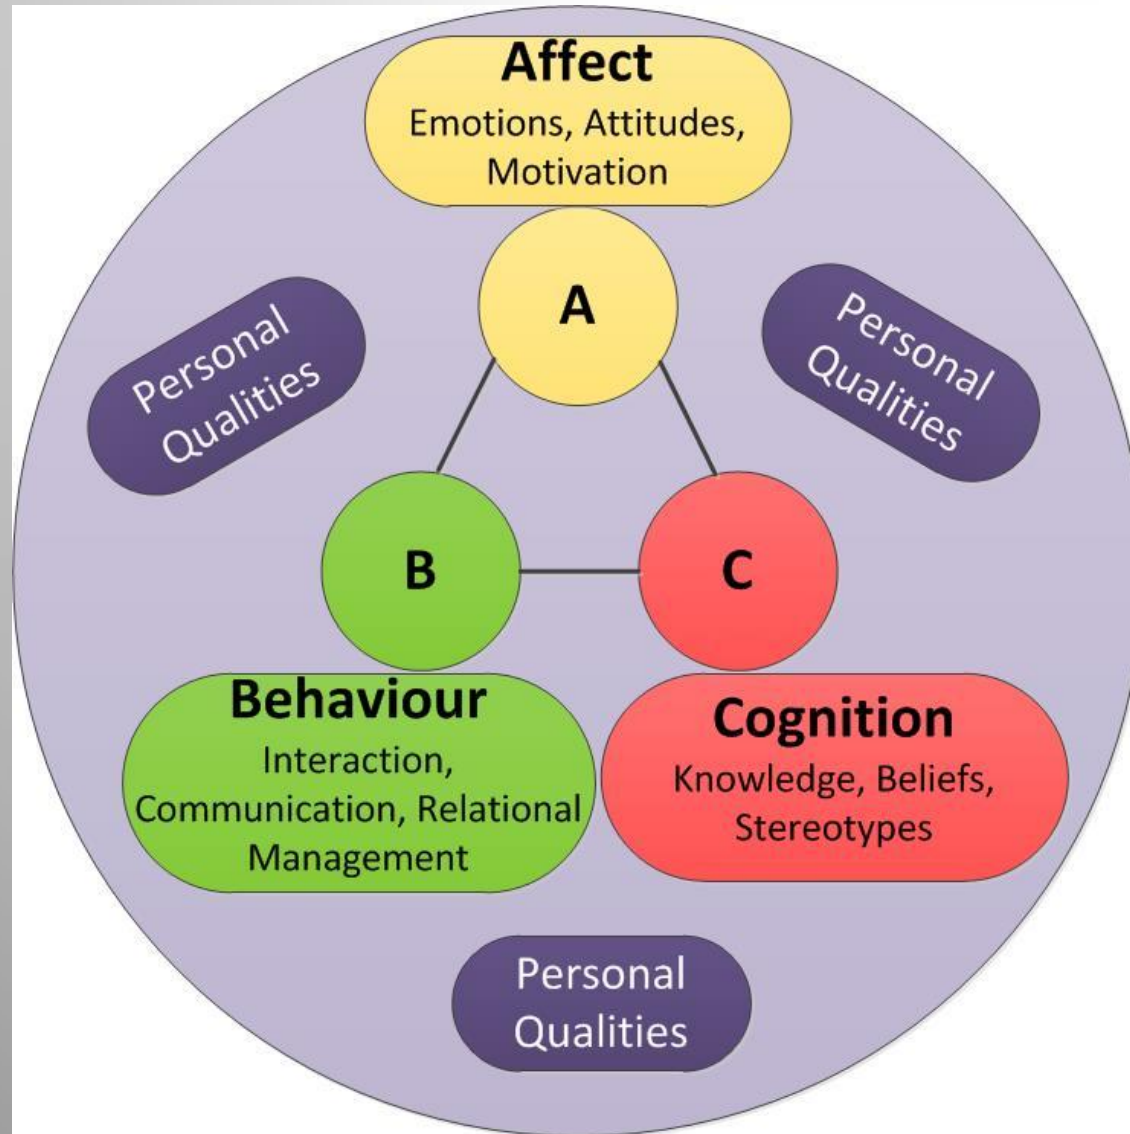 Affect
Emotions, Attitudes,
Motivation
A
Personal
Qualities
Personal
Qualities
B
C
Behaviour
Interaction,
Communication, Relational
Management
Cognition
Knowledge, Beliefs,
Stereotypes
Personal
Qualities